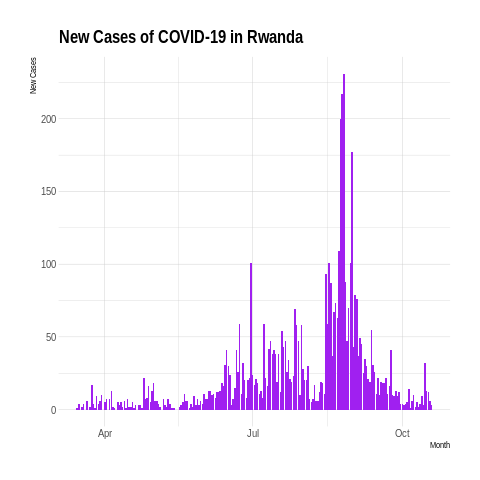 New Cases of COVID-19 in Rwanda
New Cases
200
150
100
50
0
Apr
Jul
Oct
Month